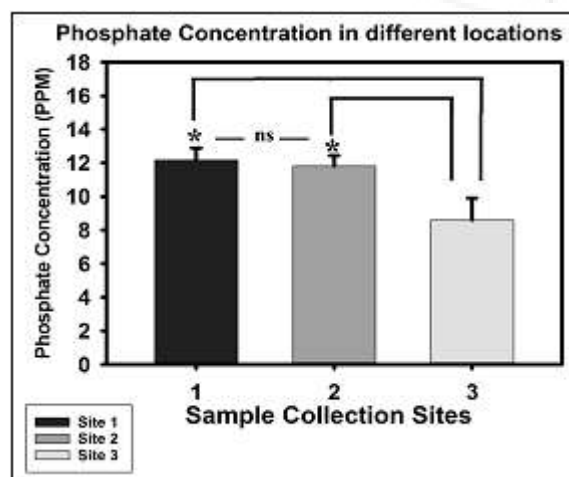 Phosphate Concentration in different locations
Phosphate Concentration (PPM)
18
16
14
12
10
8
6
4
2
0
* ns *
1 2 3
Sample Collection Sites
Site 1
Site 2
Site 3